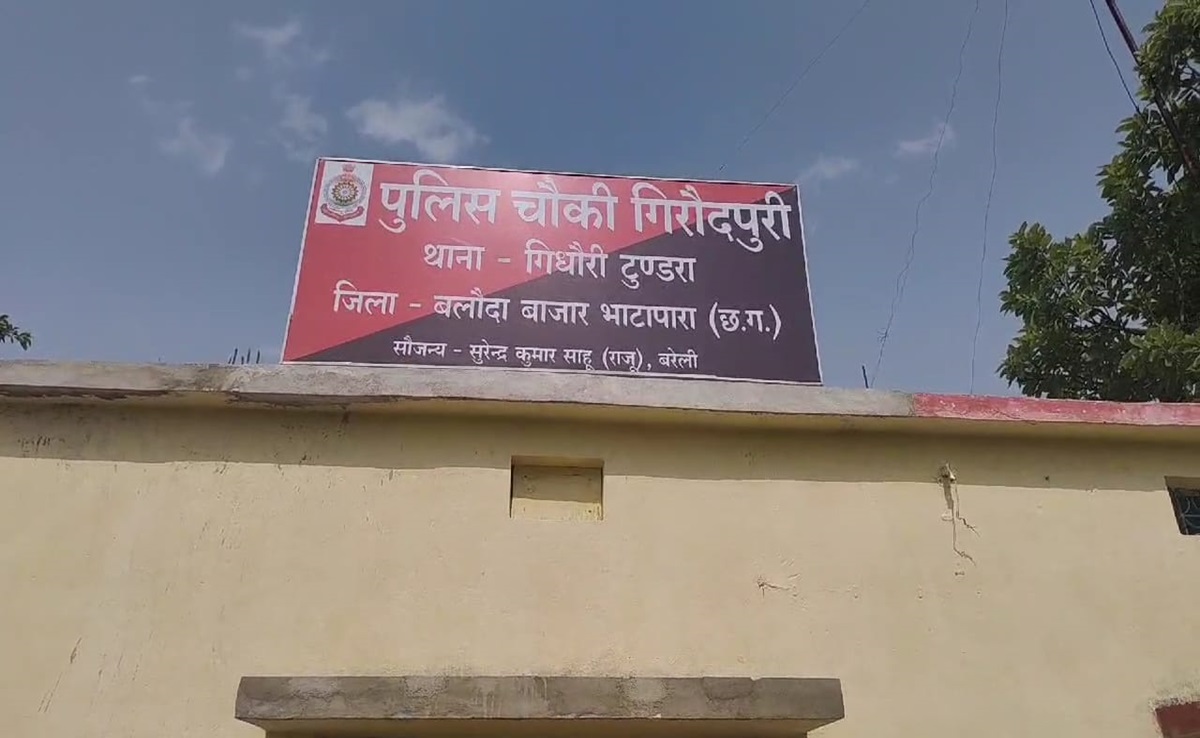 पुलिस चौकी गिरौदपुरी
थाना - गिधौरी टुण्डरा
जिला - बलौदा बाजार भाटापारा (छ.ग.)
सौजन्य - सुरेन्द्र कुमार साहू (राजू), बरेली